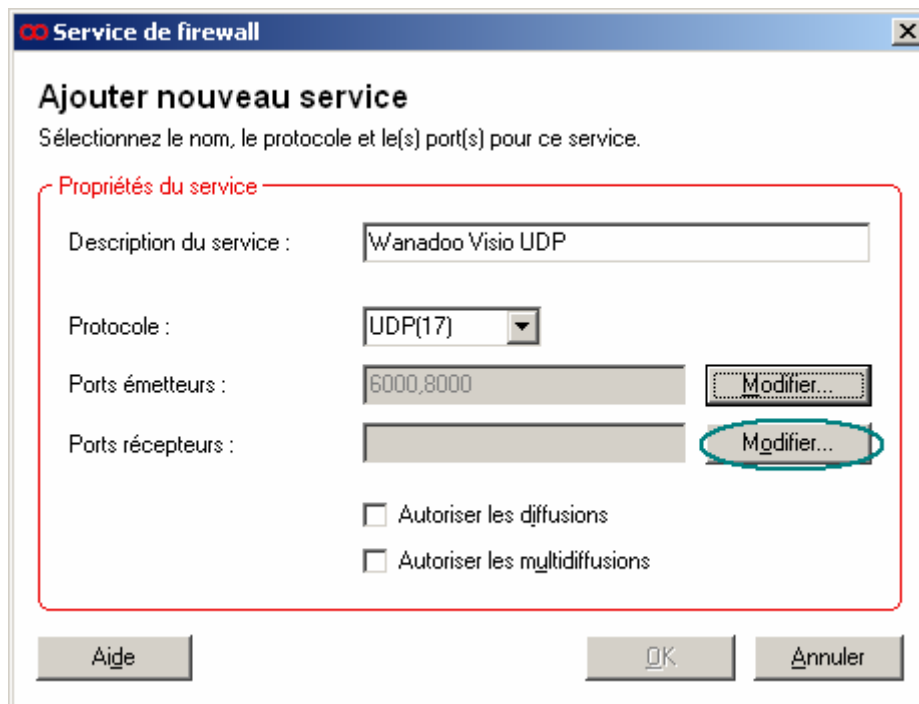 Service de firewall
Ajouter nouveau service
Sélectionnez le nom, le protocole et le(s) port(s) pour ce service.
Propriétés du service
Description du service : Wanadoo Visio UDP
Protocole : UDP(17)
Ports émetteurs : 6000,8000 Modifier...
Ports récepteurs : Modifier...
Autoriser les diffusions
Autoriser les multidiffusions
Aide OK Annuler